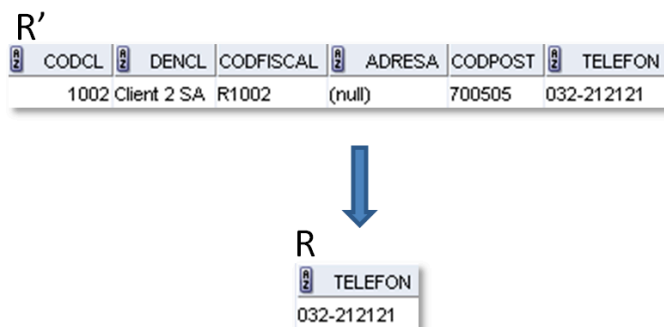 R’
CODCL DENCL CODFISCAL ADRESA CODPOST TELEFON
1002 Client 2 SA R1002 (null) 700505 032-212121
R
TELEFON
032-212121